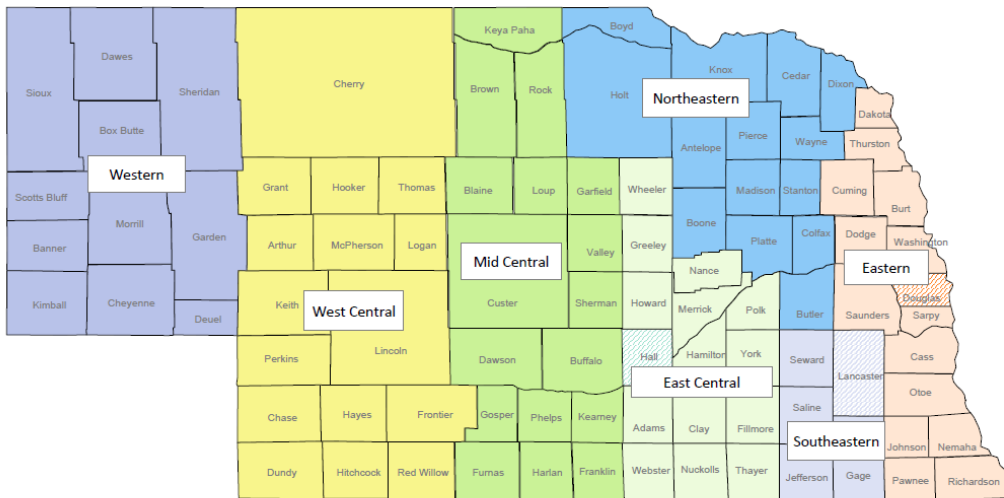 Boyd
Keya Paha
Dawes
Knox
Cedar
Sioux
Sheridan
Cherry
Brown
Rock
Holt
Northeastern
Dixon
Dakota
Box Butte
Pierce
Antelope
Wayne
Thurston
Western
Grant
Hooker
Thomas
Blaine
Loup
Garfield
Wheeler
Madison
Stanton
Cuming
Scotts Bluff
Burt
Morrill
Garden
Boone
Arthur
McPherson
Logan
Mid Central
Valley
Greeley
Platte
Colfax
Dodge
Washington
Banner
Nance
Eastern
Kimball
Cheyenne
Keith
West Central
Custer
Sherman
Howard
Merrick
Polk
Butler
Saunders
Douglas
Sarpy
Deuel
Perkins
Lincoln
Dawson
Buffalo
Hall
Hamilton
York
Seward
Lancaster
Cass
East Central
Otoe
Chase
Hayes
Frontier
Gosper
Phelps
Kearney
Adams
Clay
Fillmore
Saline
Southeastern
Johnson
Nemaha
Dundy
Hitchcock
Red Willow
Furnas
Harlan
Franklin
Webster
Nuckolls
Thayer
Jefferson
Gage
Pawnee
Richardson